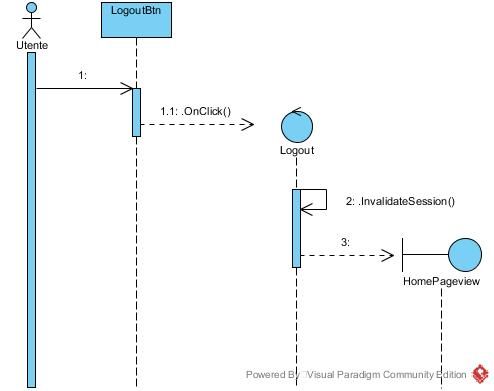 LogoutBtn
Utente
1:
1.1: .OnClick()
Logout
2: .InvalidateSession()
3:
HomePageview
Powered By Visual Paradigm Community Edition